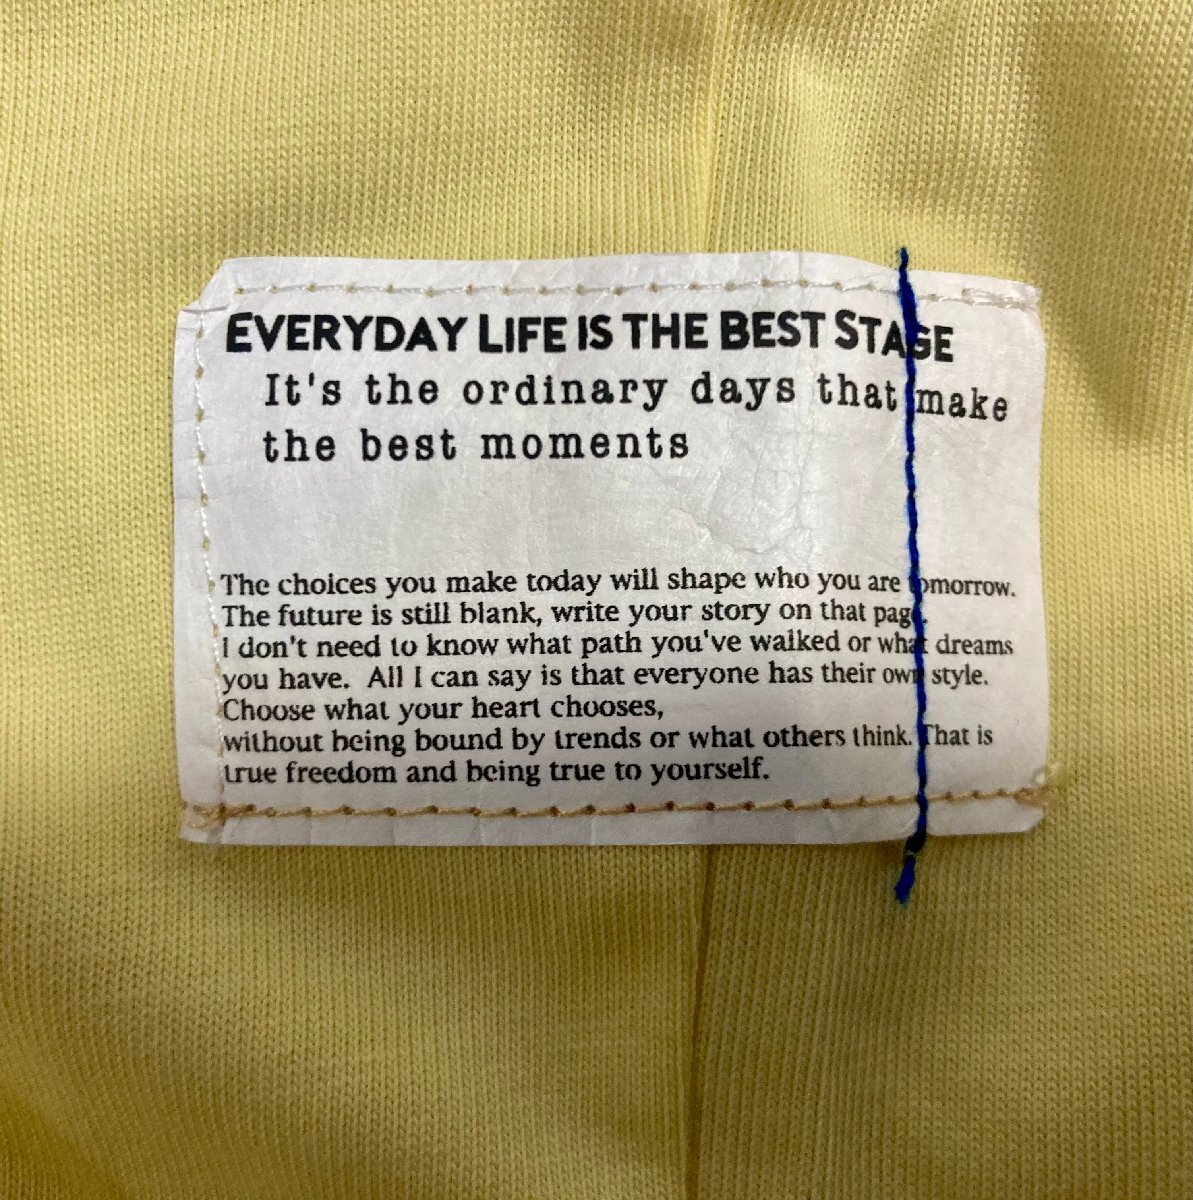 EVERYDAY LIFE IS THE BEST STAGE
It's the ordinary days that make
the best moments
The choices you make today will shape who you are tomorrow.
The future is still blank, write your story on that page.
I don't need to know what path you've walked or what dreams
you have. All I can say is that everyone has their own style.
Choose what your heart chooses,
without being bound by trends or what others think. That is
true freedom and being true to yourself.